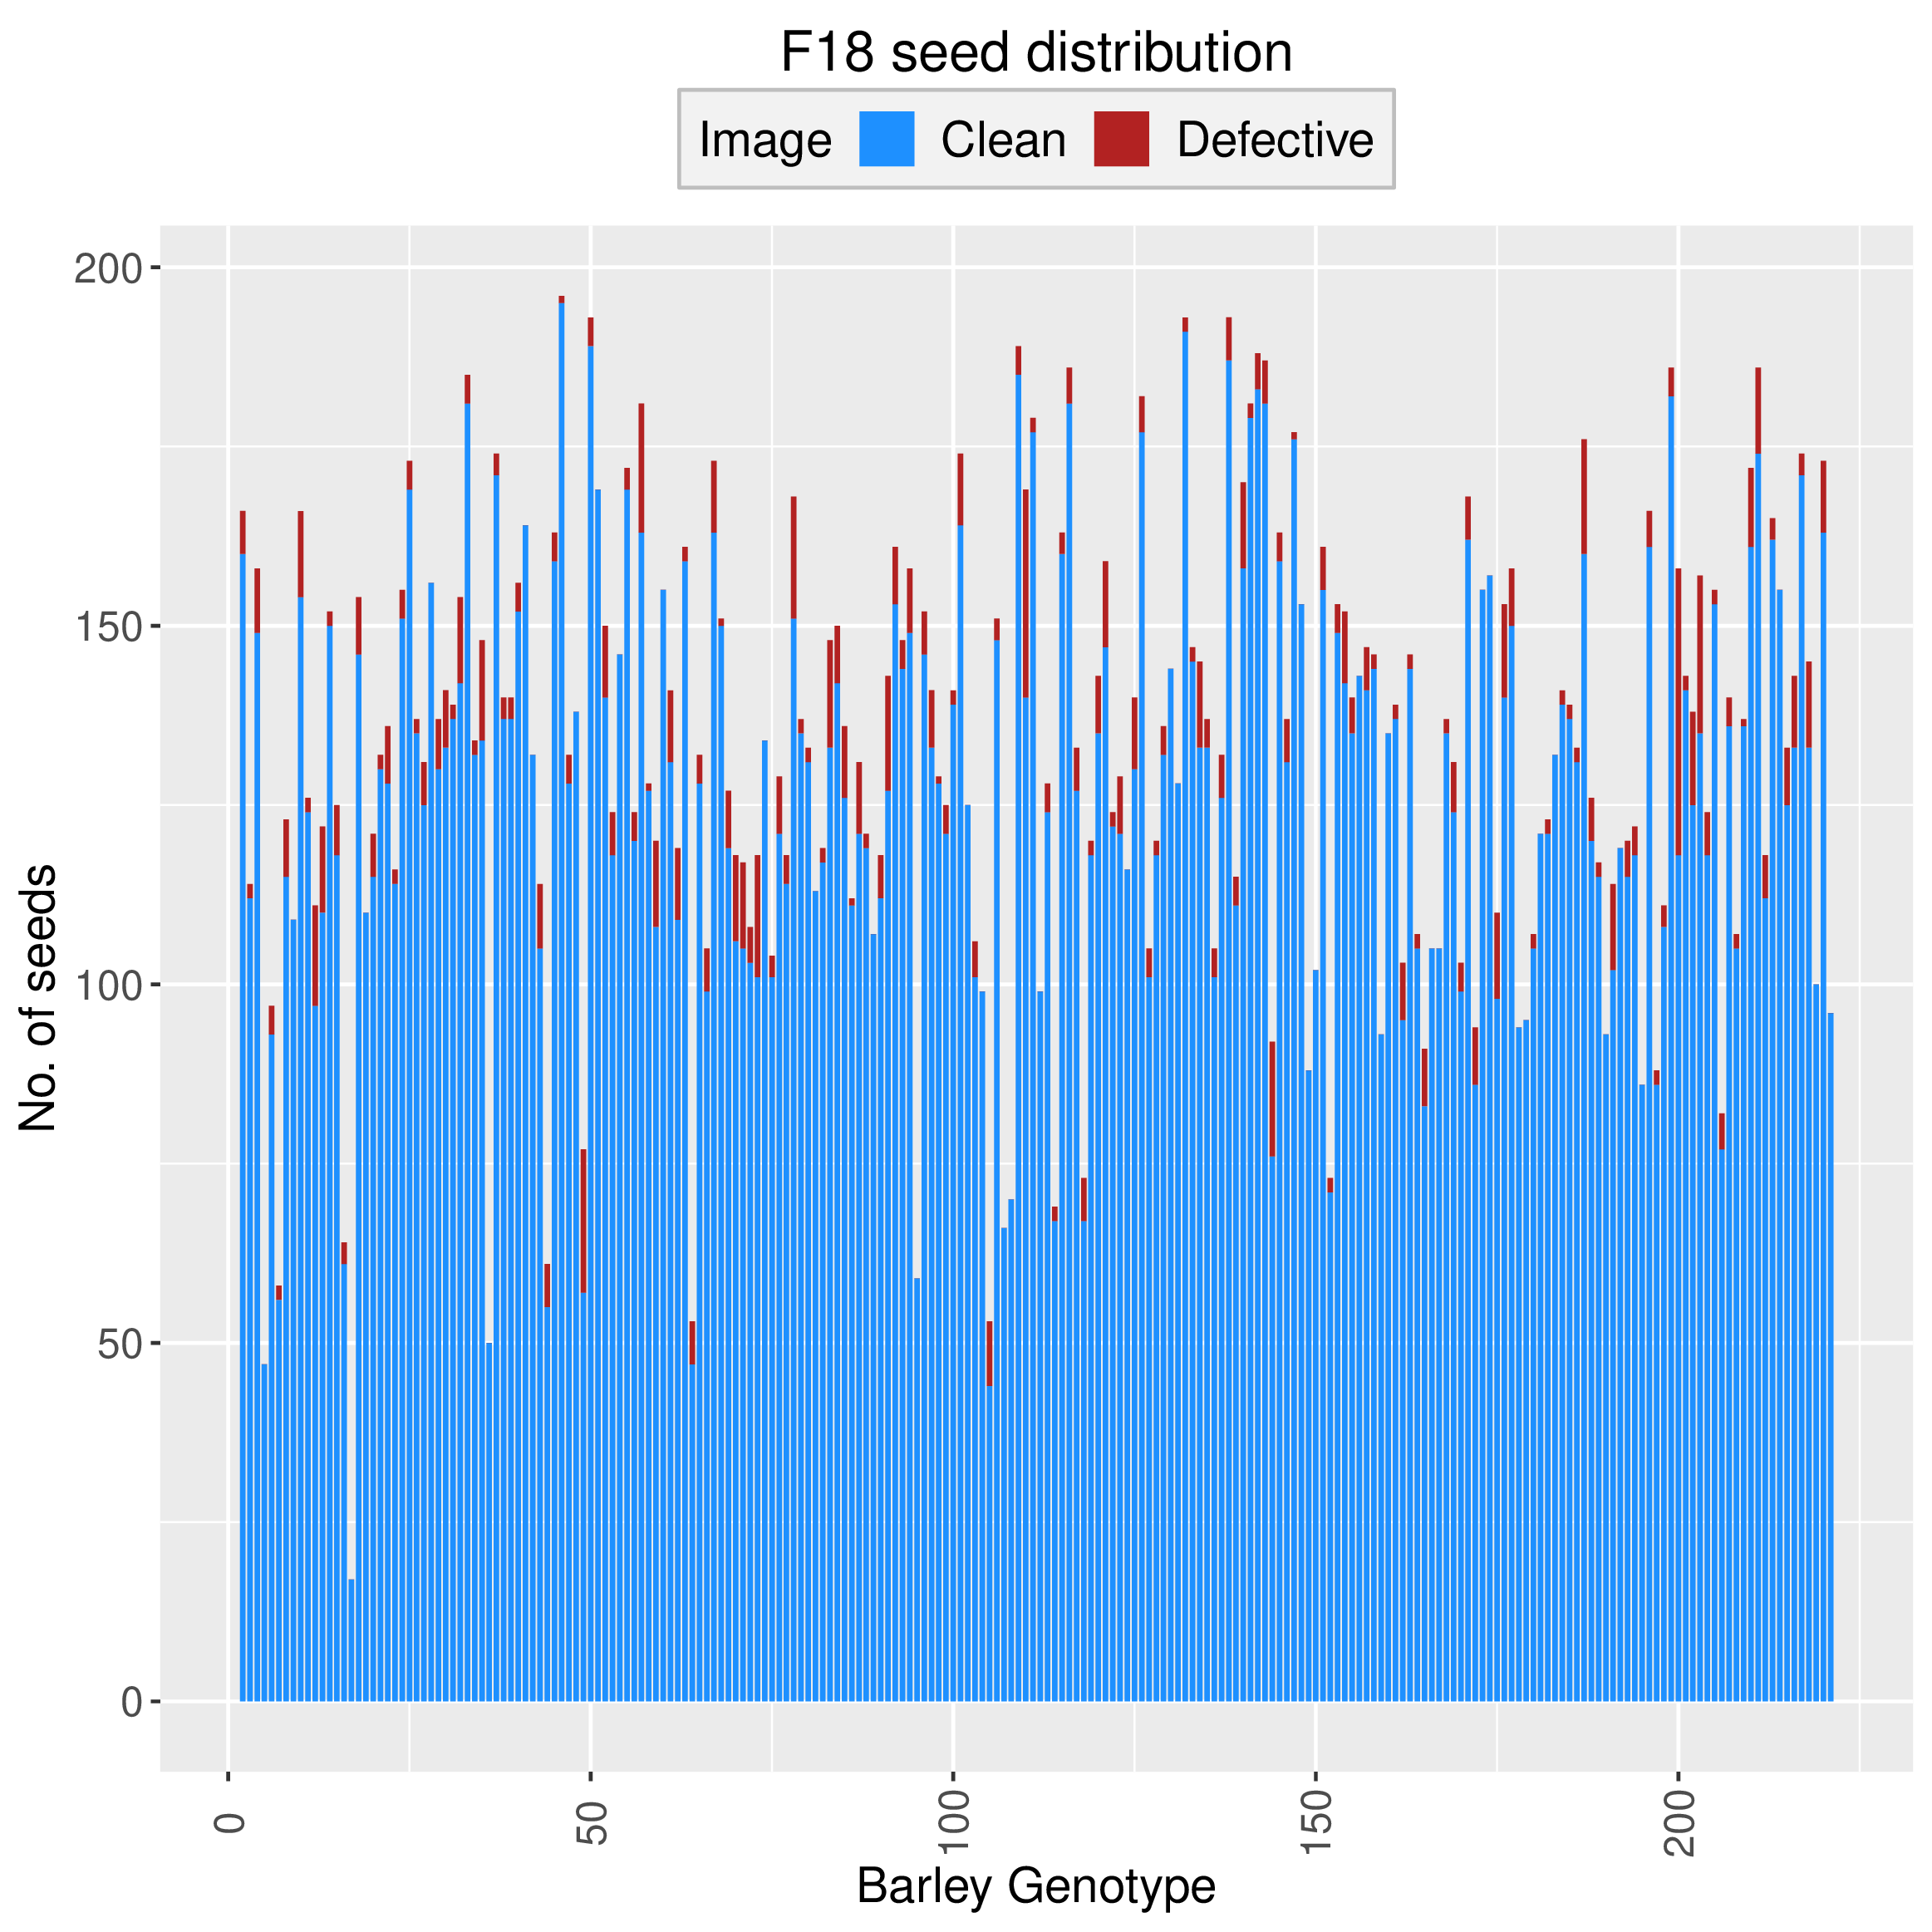 F18 seed distribution
Image Clean Defective
No. of seeds
200
150
100
50
0
0 50 100 150 200
Barley Genotype